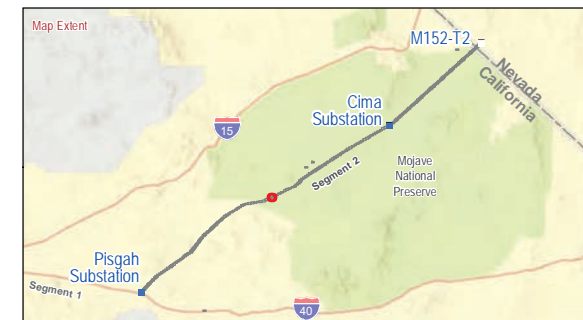 Map Extent
M152-T2
Nevada
California
Cima
Substation
15
Mojave
National
Preserve
Segment 2
Pisgah
Substation
Segment 1
40